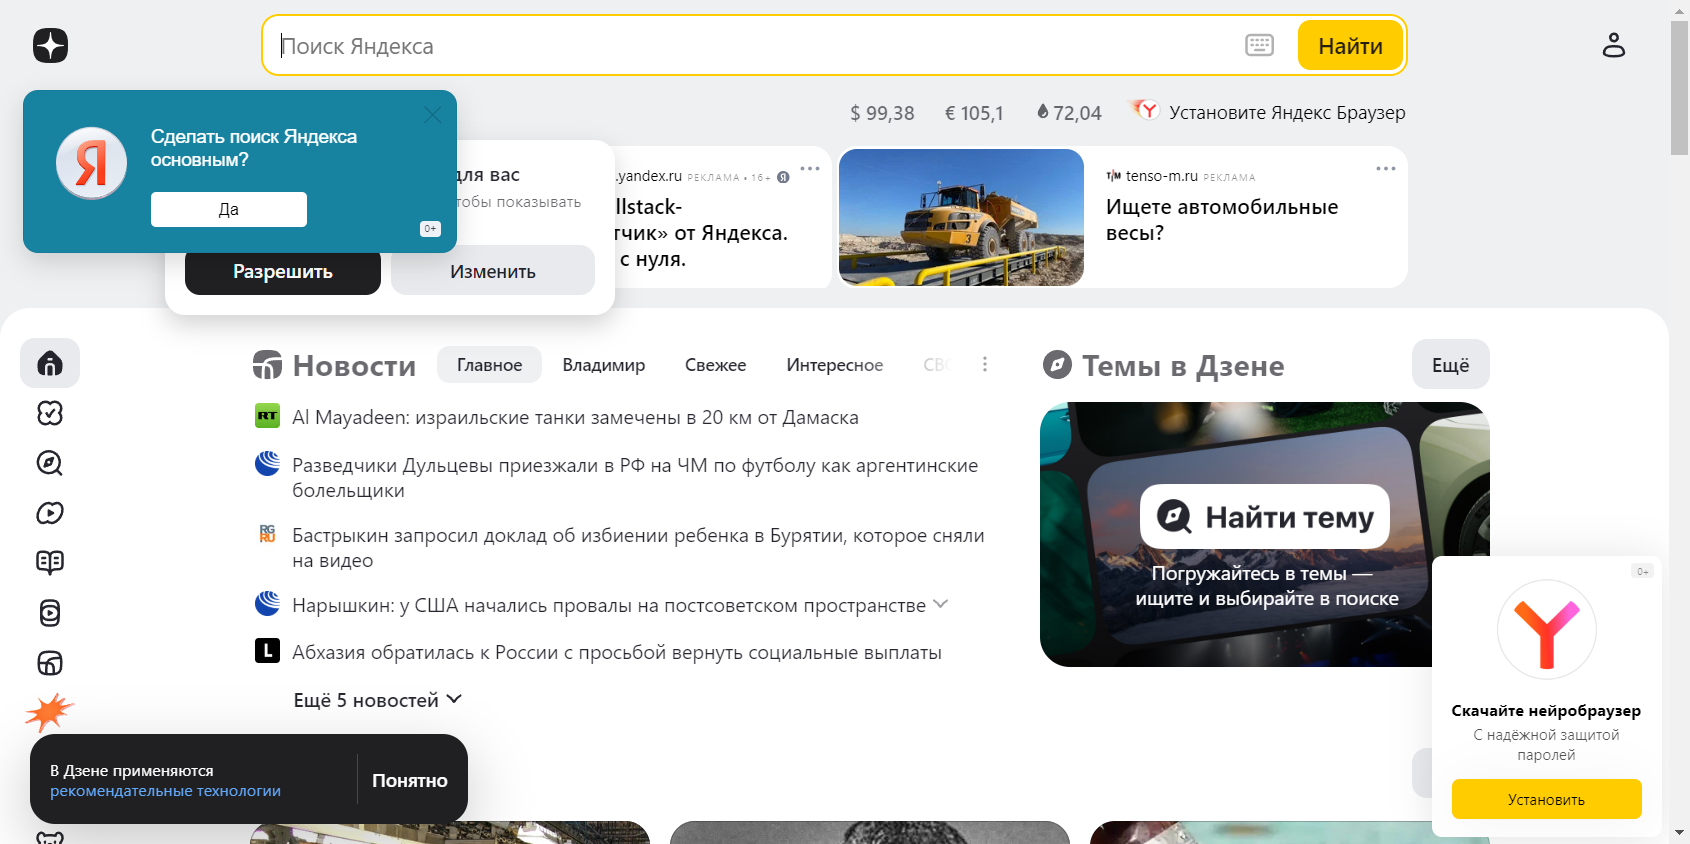 Поиск Яндекса
Найти
$ 99,38
€ 105,1
72,04
Установите Яндекс Браузер
Я
Сделать поиск Яндекса
основным?
Да
0+
для вас
чтобы показывать
Разрешить
Изменить
.yandex.ru РЕКЛАМА • 16+
llstack-
тчик» от Яндекса.
с нуля.
tenso-m.ru РЕКЛАМА
Ищете автомобильные
весы?
Новости
Главное
Владимир
Свежее
Интересное
СВО
Темы в Дзене
Ещё
RT
Al Mayadeen: израильские танки замечены в 20 км от Дамаска
Разведчики Дульцевы приезжали в РФ на ЧМ по футболу как аргентинские
болельщики
RG
RU
Бастрыкин запросил доклад об избиении ребенка в Бурятии, которое сняли
на видео
Нарышкин: у США начались провалы на постсоветском пространстве
L
Абхазия обратилась к России с просьбой вернуть социальные выплаты
Ещё 5 новостей
Найти тему
Погружайтесь в темы —
ищите и выбирайте в поиске
0+
Скачайте нейробраузер
С надёжной защитой
паролей
Установить
В Дзене применяются
рекомендательные технологии
Понятно